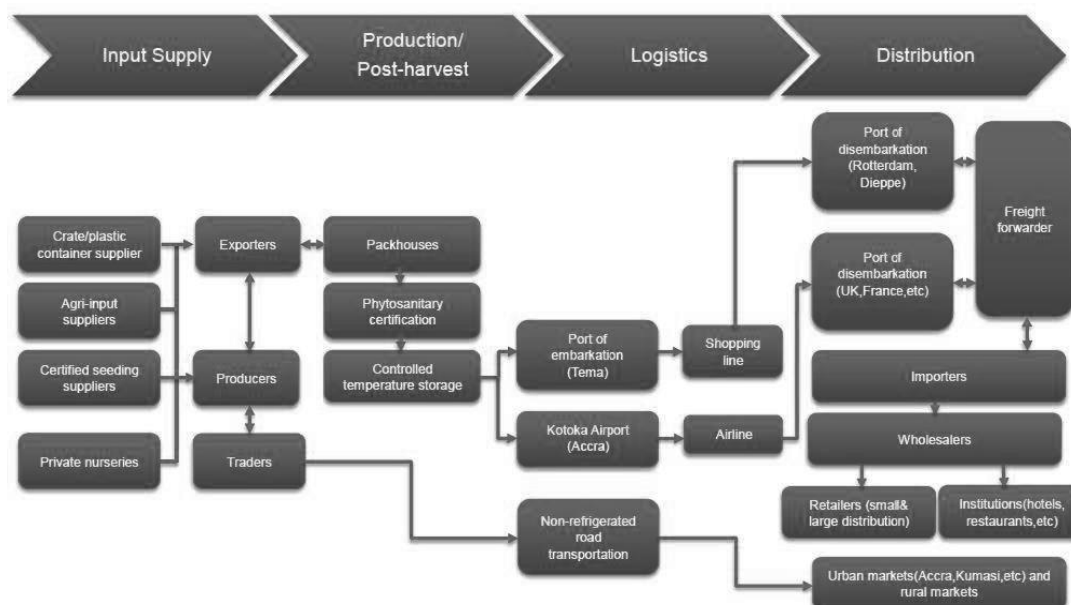 Input Supply
Production/
Post-harvest
Logistics
Distribution
Port of
disembarkation
(Rotterdam,
Dieppe)
Freight
forwarder
Crate/plastic
container supplier
Exporters
Packhouses
Port of
disembarkation
(UK,France,etc)
Agri-input
suppliers
Phytosanitary
certification
Certified seeding
suppliers
Producers
Controlled
temperature storage
Port of
embarkation
(Tema)
Shopping
line
Importers
Private nurseries
Traders
Kotoka Airport
(Accra)
Airline
Wholesalers
Retailers (small&
large distribution)
Institutions(hotels,
restaurants,etc)
Non-refrigerated
road
transportation
Urban markets(Accra,Kumasi,etc) and
rural markets